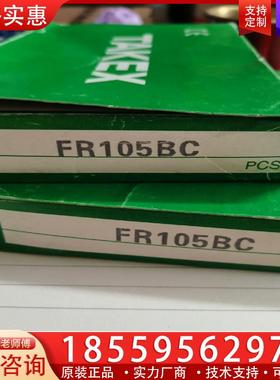 实惠
支持
定制
TAKEX
FR105BC
PCS
FR105BC
老师傅
咨询
1855956297
原装正品·实力厂商·技术支持·